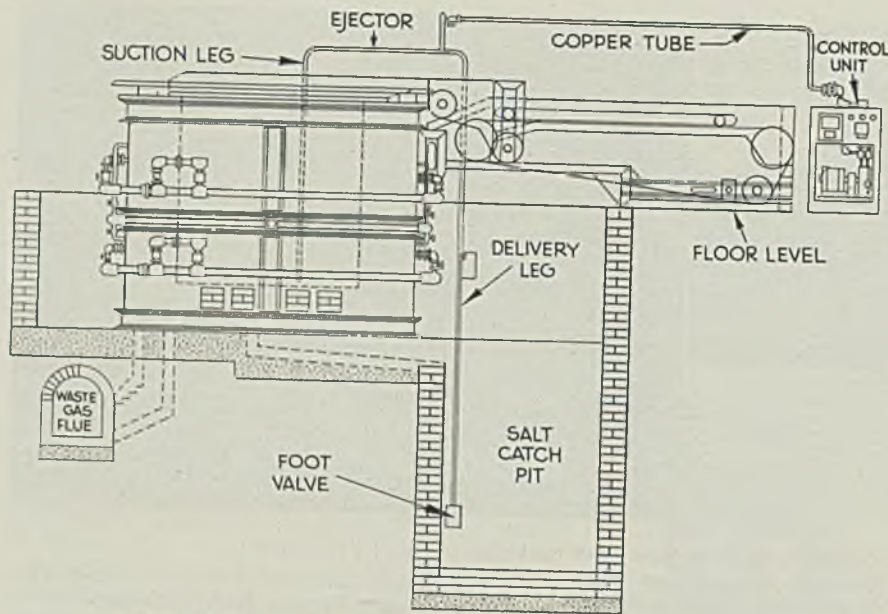 EJECTOR
SUCTION LEG
COPPER TUBE
CONTROL
UNIT
DELIVERY
LEG
FLOOR LEVEL
WASTE
GAS
FLUE
FOOT
VALVE
SALT
CATCH
PIT